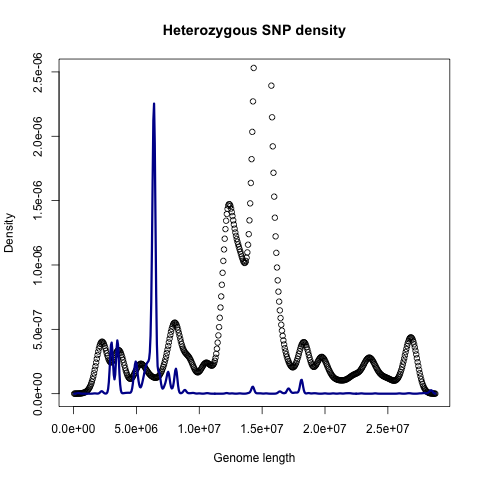 Heterozygous SNP density
2.5e-06
2.0e-06
1.5e-06
1.0e-06
5.0e-07
0.0e+00
Density
0.0e+00 5.0e+06 1.0e+07 1.5e+07 2.0e+07 2.5e+07
Genome length